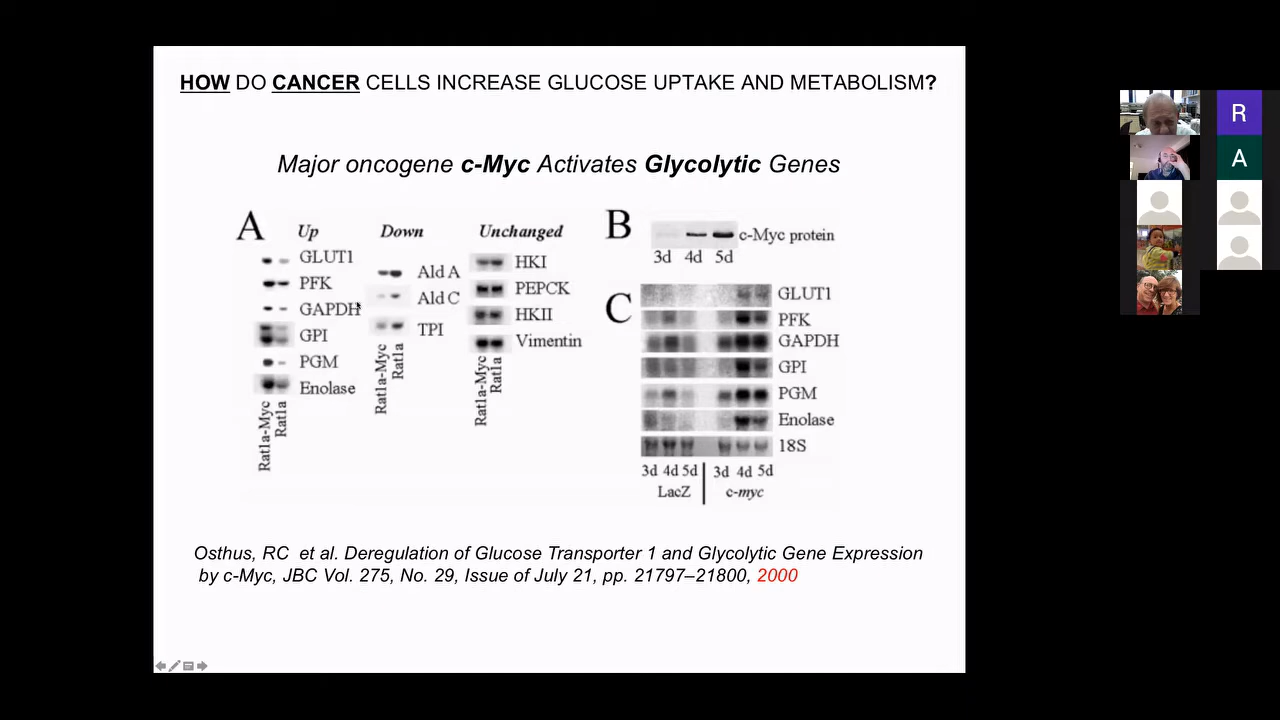 HOW DO CANCER CELLS INCREASE GLUCOSE UPTAKE AND METABOLISM?
Major oncogene c-Myc Activates Glycolytic Genes
A
Up
GLUT1
PFK
GAPDH
GPI
PGM
Enolase
Rat1a-Myc
Rat1a
Down
Ald A
Ald C
TPI
Rat1a-Myc
Rat1a
Unchanged
HKI
PEPCK
HKII
Vimentin
Rat1a-Myc
Rat1a
B
c-Myc protein
3d 4d 5d
C
GLUT1
PFK
GAPDH
GPI
PGM
Enolase
18S
3d 4d 5d 3d 4d 5d
LacZ c-myc
Osthus, RC et al. Deregulation of Glucose Transporter 1 and Glycolytic Gene Expression
by c-Myc, JBC Vol. 275, No. 29, Issue of July 21, pp. 21797–21800, 2000
R
A